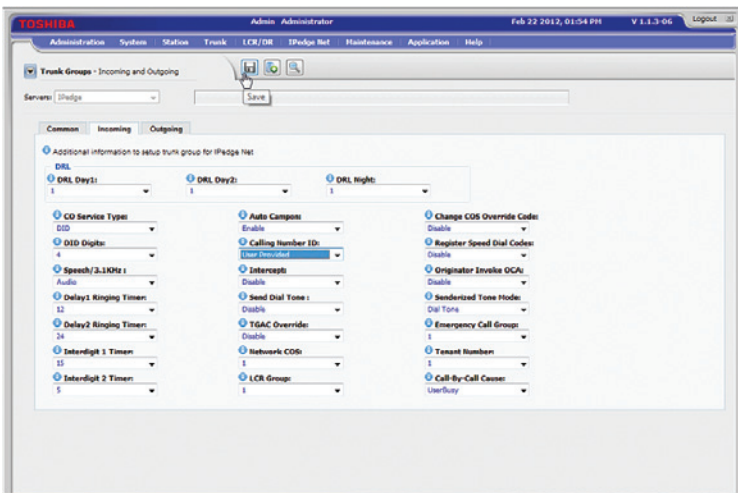 TOSHIBA Admin Administrator Feb 22 2012, 01:54 PM V 1.1.3-06 Logout
Administration System Station Trunk LCR/DR IPedge Net Maintenance Application Help
Trunk Groups - Incoming and Outgoing
Servers: IPedge Save
Common Incoming Outgoing
Additional information to setup trunk group for IPedge Net
DRL
DRL Day1: DRL Day2: DRL Night:
1 1 1
CO Service Type: Auto Campon: Change COS Override Code:
DID Enable Disable
DID Digits: Calling Number ID: Register Speed Dial Codes:
4 User Provided Disable
Speech/3.1KHz : Intercept: Originator Invoke OCA:
Audio Disable Disable
Delay1 Ringing Timer: Send Dial Tone : Senderized Tone Mode:
12 Disable Dial Tone
Delay2 Ringing Timer: TGAC Override: Emergency Call Group:
24 Disable 1
Interdigit 1 Timer: Network COS: Tenant Number:
15 1 1
Interdigit 2 Timer: LCR Group: Call-By-Call Cause:
5 1 UserBusy